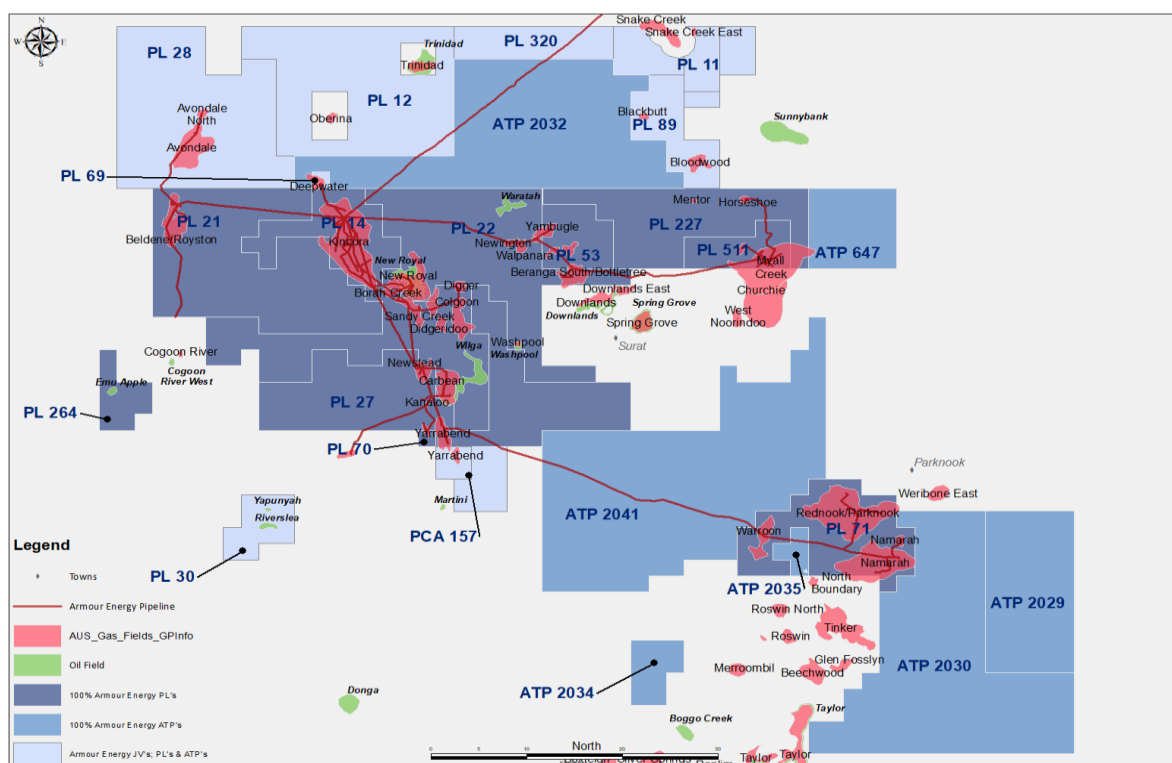 N
W E
S
Snake Creek
Snake Creek East
PL 28
Trinidad
PL 320
Trinidad
PL 11
PL 12
Avondale
North
Oberina
Blackbutt
ATP 2032
PL 89
Sunnybank
Avondale
Bloodwood
PL 69
Deepwater
Waratah
Mentor
Horseshoe
PL 21
PL 14
PL 22
Yambugle
PL 227
Beldene/Royston
Kincora
Newington
Walpanara
PL 53
PL 511
ATP 647
New Royal
New Royal
Beranga South/Bottletree
Myall
Creek
Borah Creek
Digger
Colgoon
Downlands East
Churchie
Downlands
Spring Grove
Sandy Creek
Didgeridoo
Downlands
Spring Grove
West
Noorindoo
Surat
Wilga
Washpool
Washpool
Cogoon River
Cogoon
River West
Newstead
Carbean
Emu Apple
Kanaloo
PL 27
PL 264
Yarrabend
PL 70
Yarrabend
Parknook
Weribone East
Yapunyah
Riverslea
Martini
ATP 2041
Rednook/Parknook
PL 71
PCA 157
Warroon
Namarah
Namarah
PL 30
North
Boundary
ATP 2035
ATP 2029
Roswin North
Tinker
Roswin
Glen Fosslyn
Merroombil
Beechwood
ATP 2030
ATP 2034
Donga
Taylor
Boggo Creek
North
Taylor
Taylor
0 10 20 30
Legend
Towns
Armour Energy Pipeline
AUS_Gas_Fields_GPInfo
Oil Field
100% Armour Energy PL's
100% Armour Energy ATP's
Armour Energy JV's; PL's & ATP's